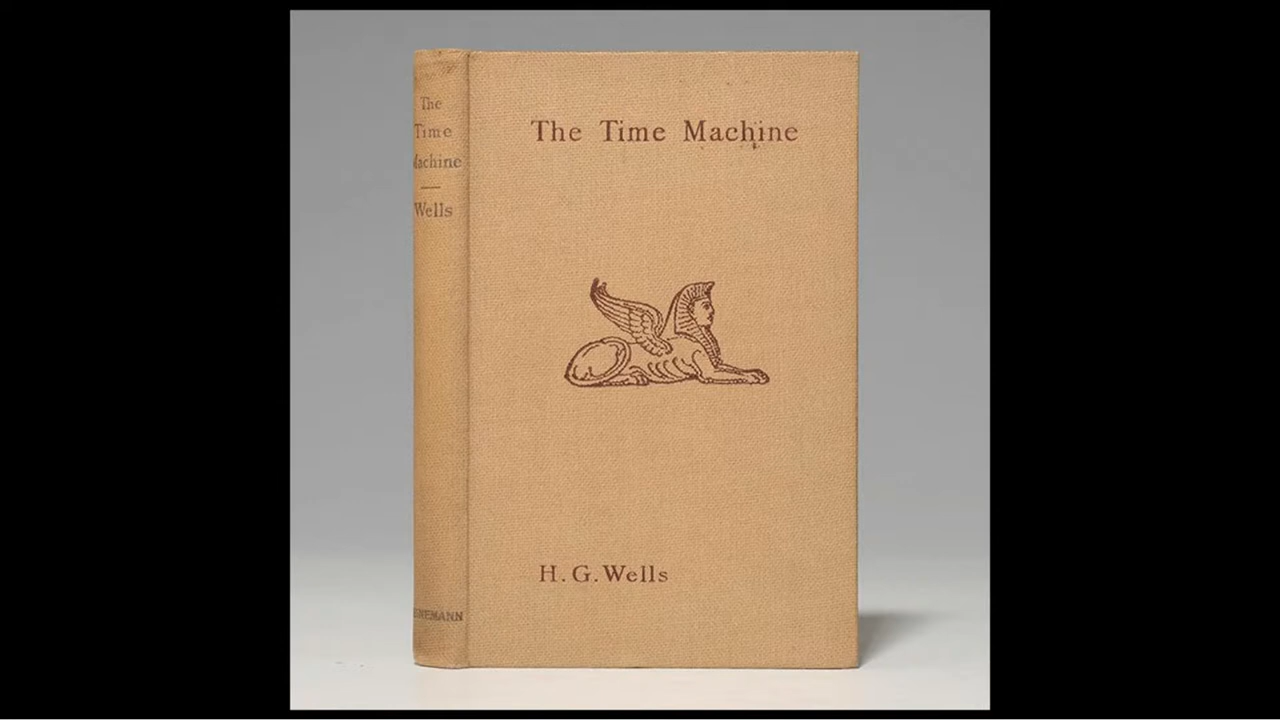 The
Time
Machine
Wells
The Time Machine
H. G. Wells